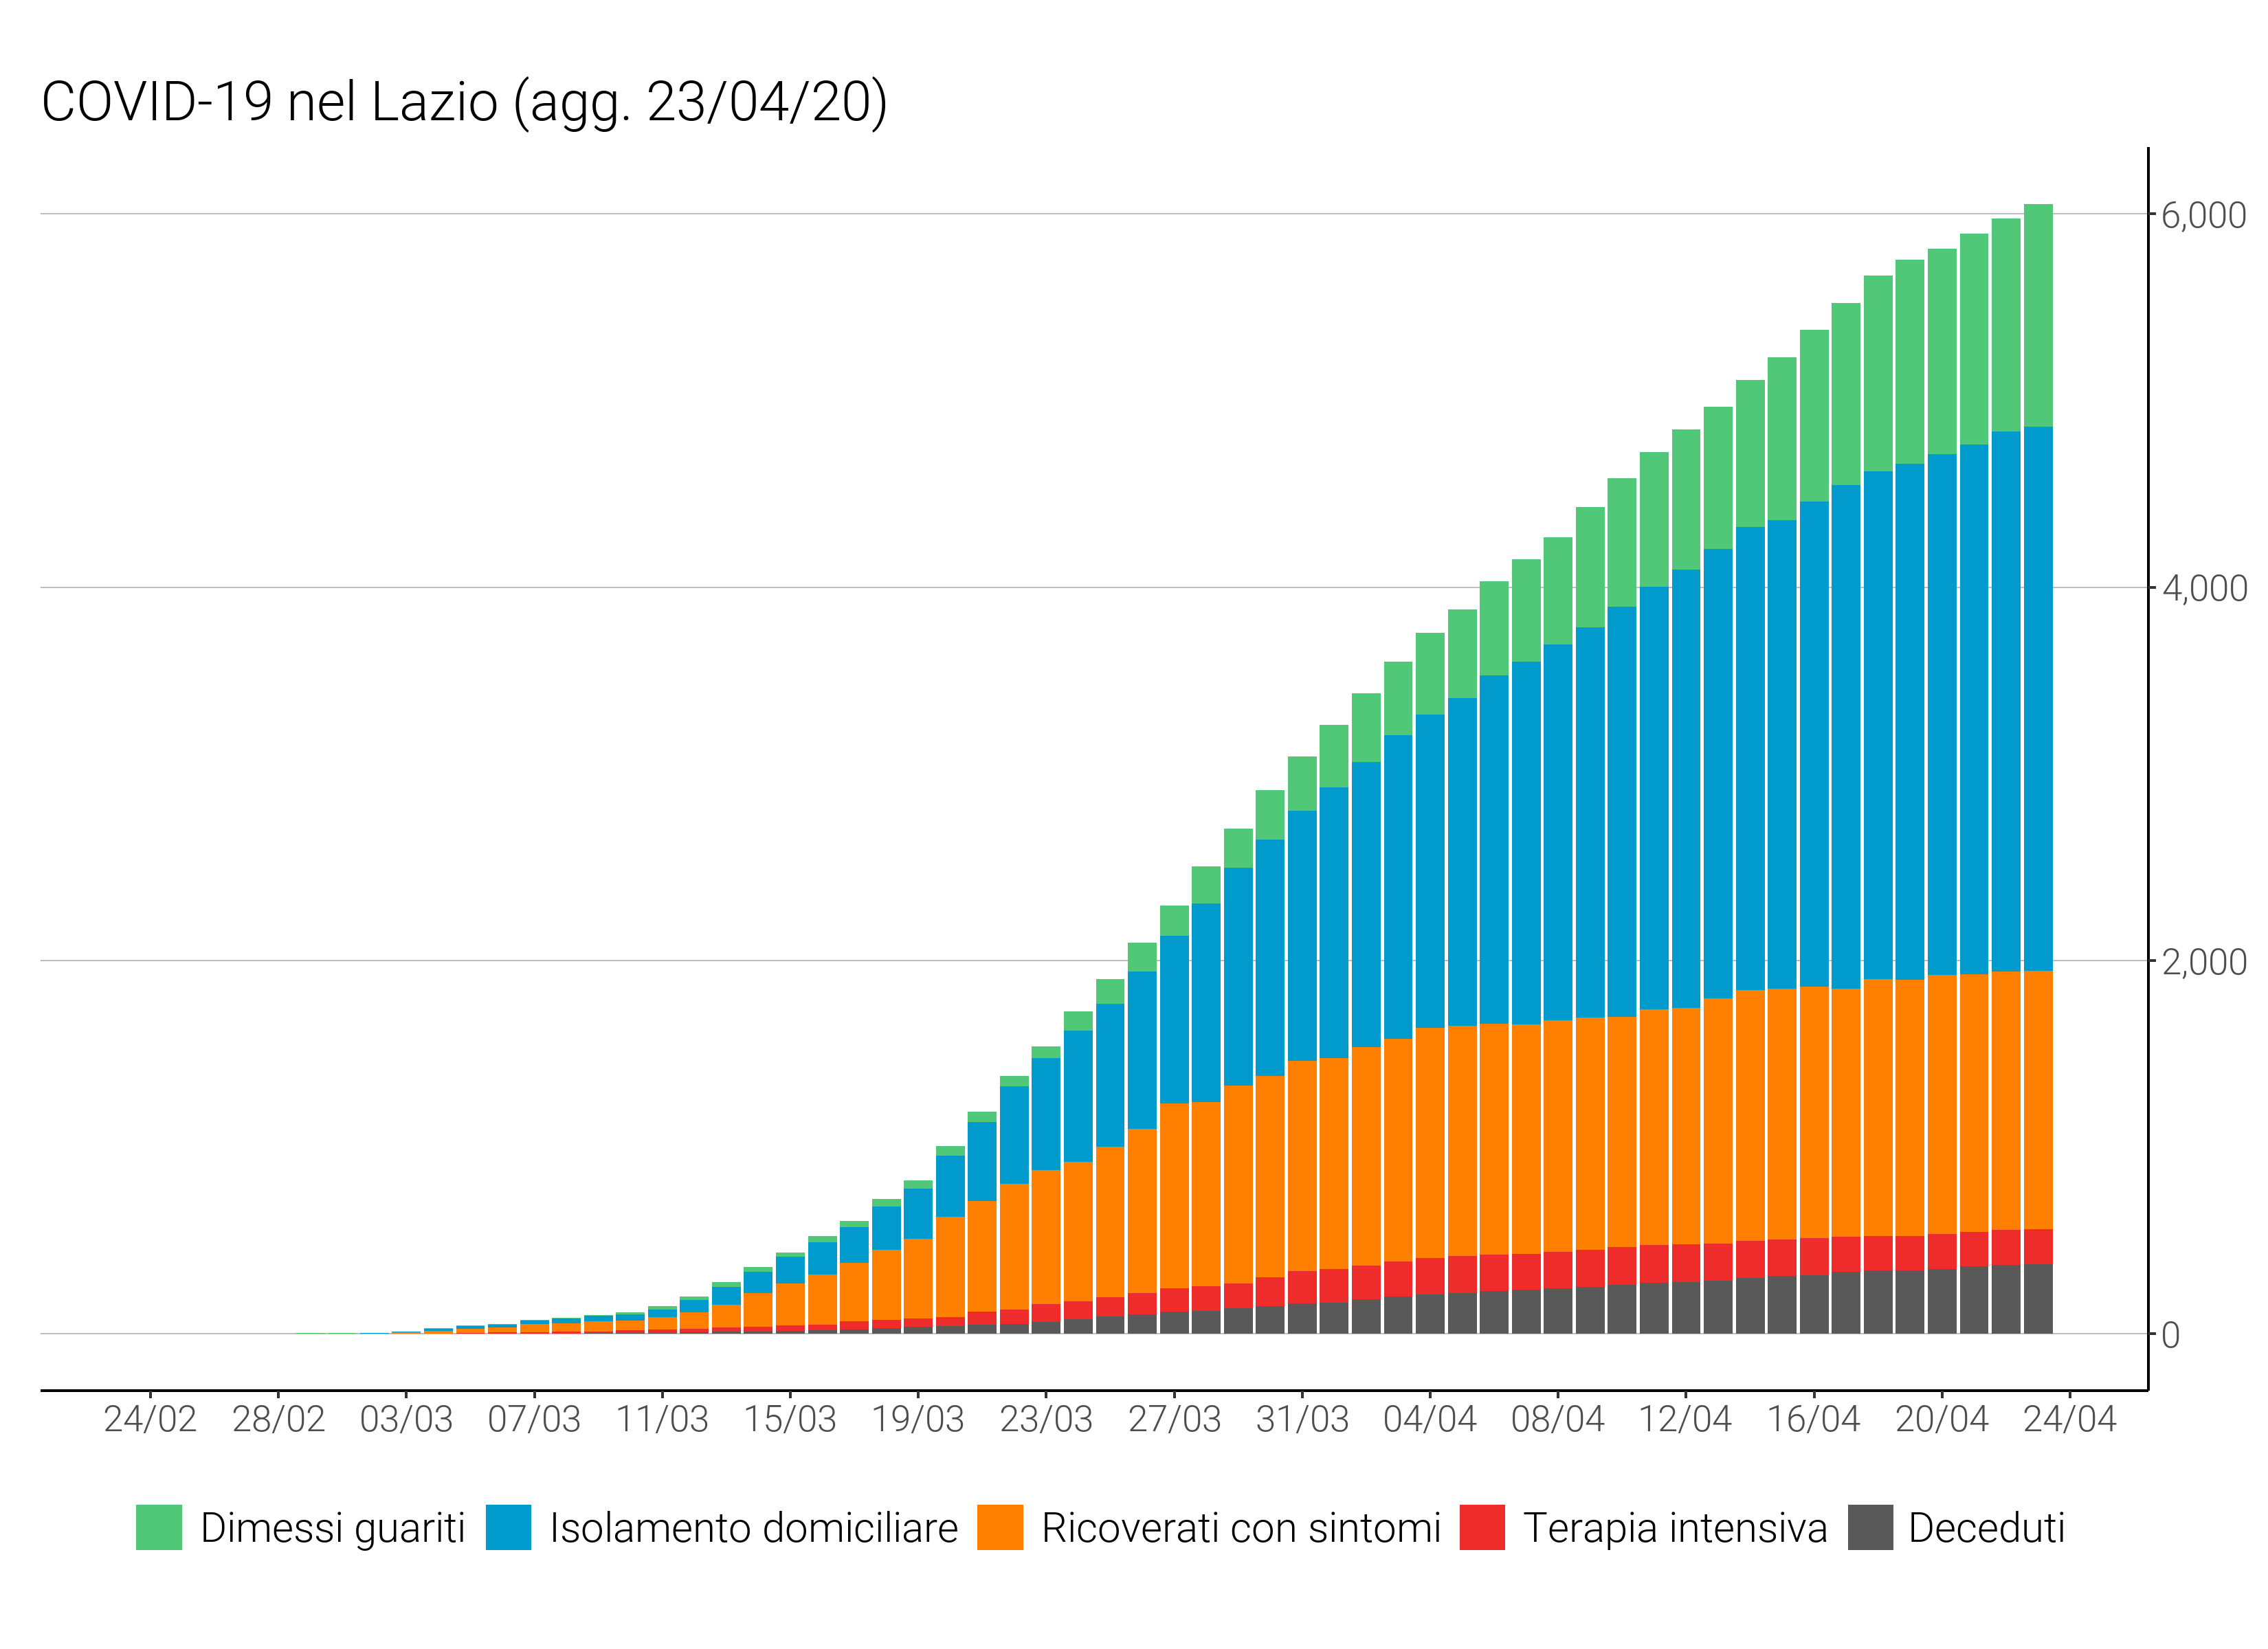 COVID-19 nel Lazio (agg. 23/04/20)
6,000
4,000
2,000
0
24/02 28/02 03/03 07/03 11/03 15/03 19/03 23/03 27/03 31/03 04/04 08/04 12/04 16/04 20/04 24/04
Dimessi guariti Isolamento domiciliare Ricoverati con sintomi Terapia intensiva Deceduti